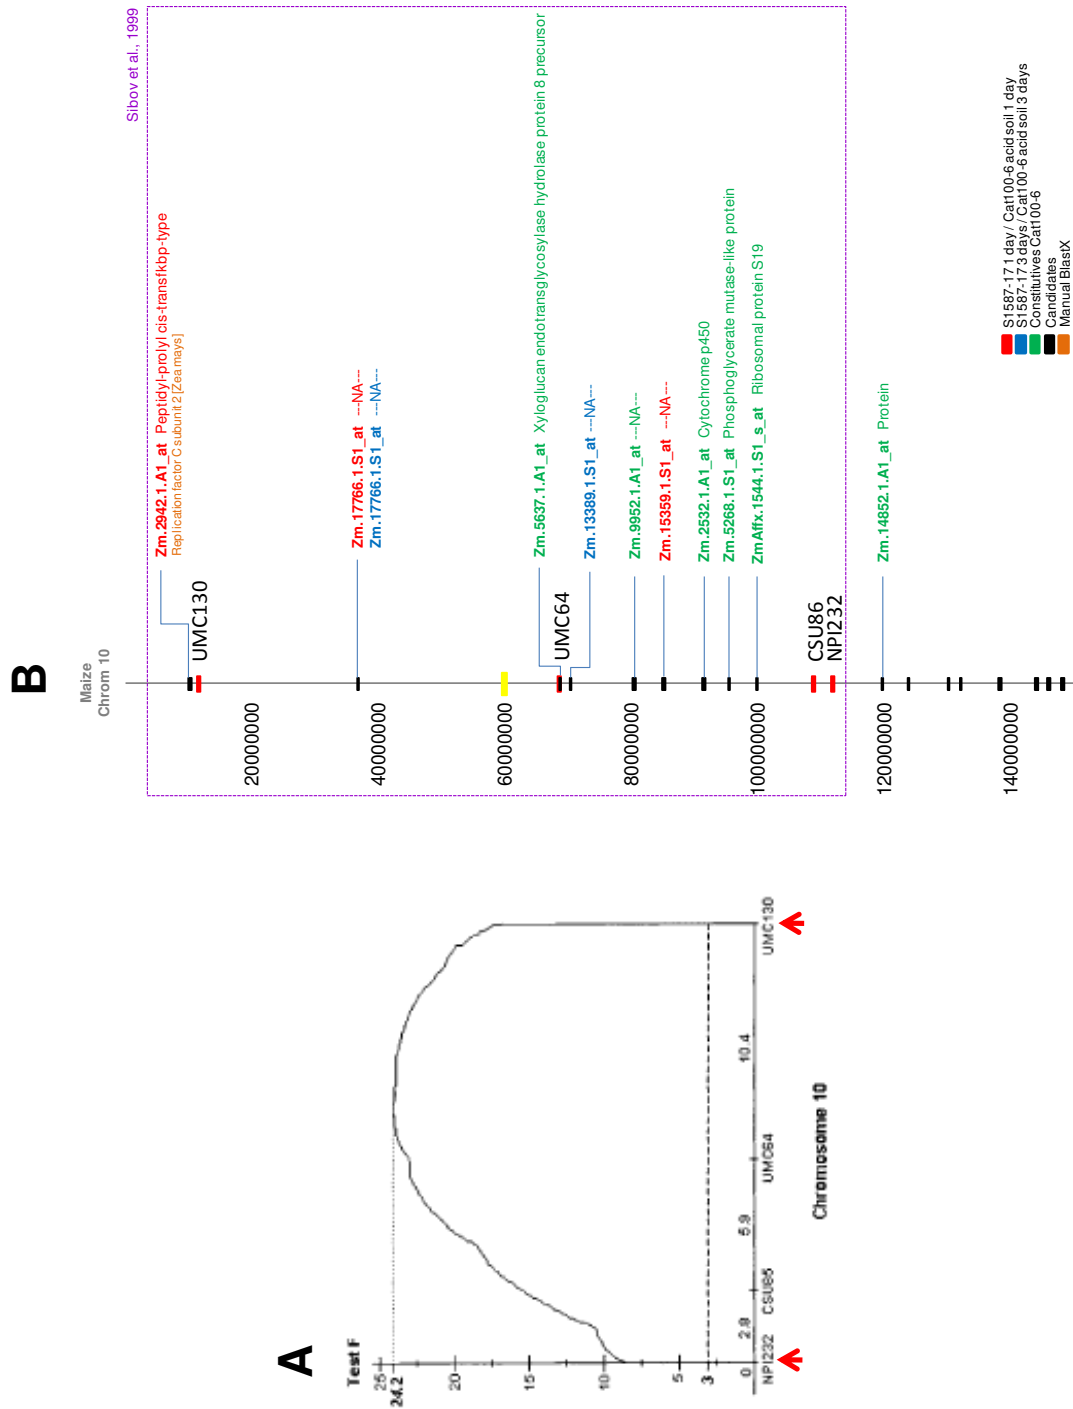 A
Test F
25
24.2
20
15
10
5
3
0
2.9
5.9
10.4
NPI232
CSU86
UMC64
UMC130
Chromosome 10
B
Maize
Chrom 10
Sibov et al., 1999
20000000
40000000
60000000
80000000
100000000
120000000
140000000
UMC130
UMC64
CSU86
NPI232
Zm.2942.1.A1_at Peptidyl-prolyl cis-transfkbp-type
Replication factor C subunit 2 [Zea mays]
Zm.17766.1.S1_at ---NA---
Zm.17766.1.S1_at ---NA---
Zm.5637.1.A1_at Xyloglucan endotransglycosylase hydrolase protein 8 precursor
Zm.13389.1.S1_at ---NA---
Zm.9952.1.A1_at ---NA---
Zm.15359.1.S1_at ---NA---
Zm.2532.1.A1_at Cytochrome p450
Zm.5268.1.S1_at Phosphoglycerate mutase-like protein
ZmAffx.1544.1.S1_s_at Ribosomal protein S19
Zm.14852.1.A1_at Protein
S1587-17 1 day / Cat100-6 acid soil 1 day
S1587-17 3 days / Cat100-6 acid soil 3 days
Constitutives Cat100-6
Candidates
Manual BlastX